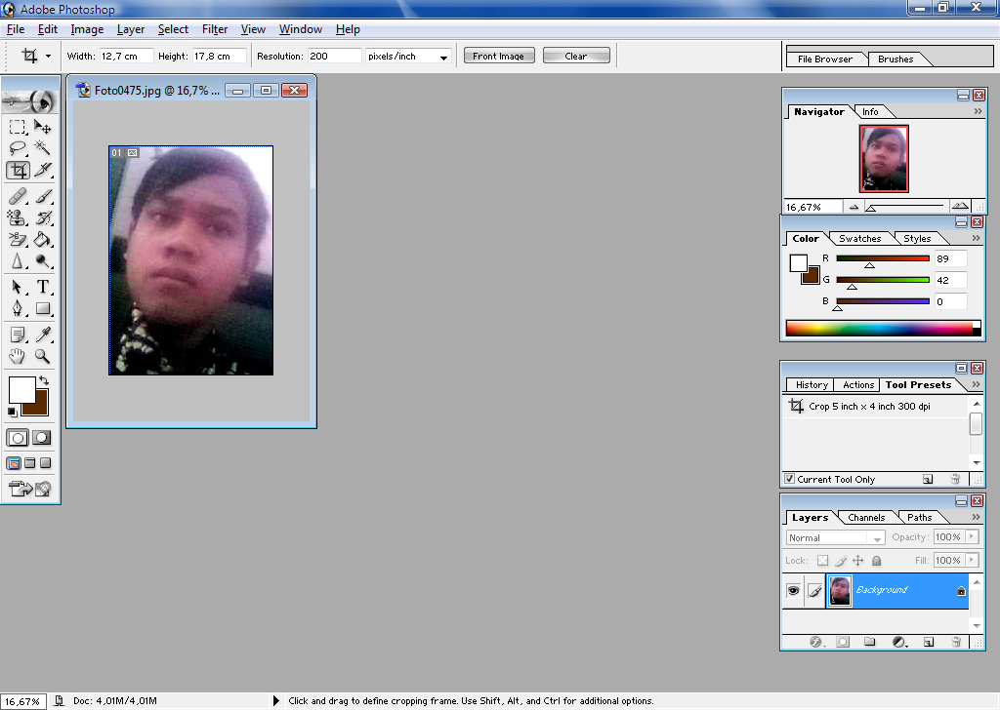 Adobe Photoshop
File Edit Image Layer Select Filter View Window Help
Width: 12,7 cm Height: 17,8 cm Resolution: 200 pixels/inch Front Image Clear File Browser Brushes
Foto0475.jpg @ 16,7% ...
01
Navigator Info
16,67%
Color Swatches Styles
R 89
G 42
B 0
History Actions Tool Presets
Crop 5 inch x 4 inch 300 dpi
Current Tool Only
Layers Channels Paths
Normal Opacity: 100%
Lock: Fill: 100%
Background
T
16,67% Doc: 4,01M/4,01M Click and drag to define cropping frame. Use Shift, Alt, and Ctrl for additional options.